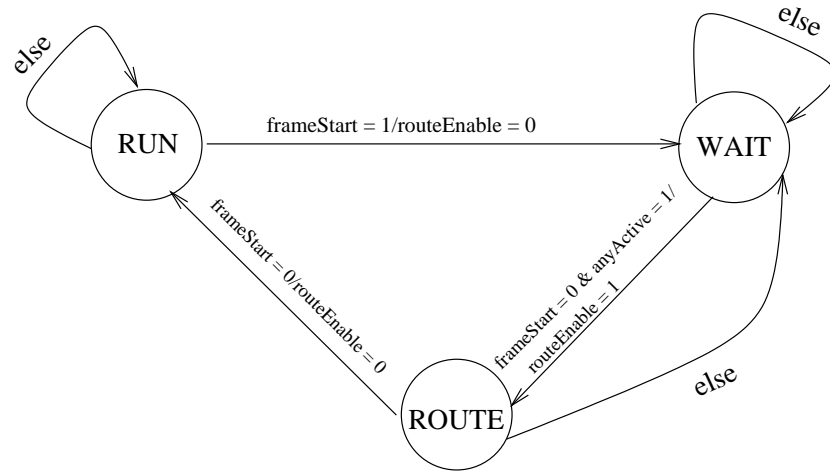 else
else
RUN
frameStart = 1/routeEnable = 0
WAIT
frameStart = 0/routeEnable = 0
frameStart = 0 & anyActive = 1/
routeEnable = 1
else
ROUTE